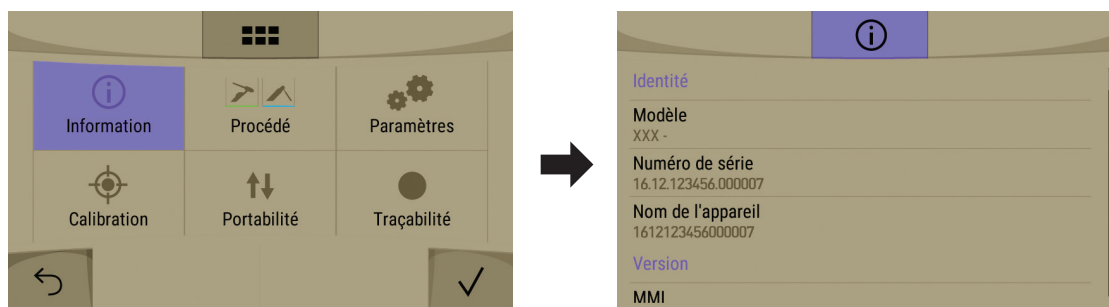 Information
Procédé
Paramètres
Calibration
Portabilité
Traçabilité
Identité
Modèle
XXX -
Numéro de série
16.12.123456.000007
Nom de l'appareil
1612123456000007
Version
MMI